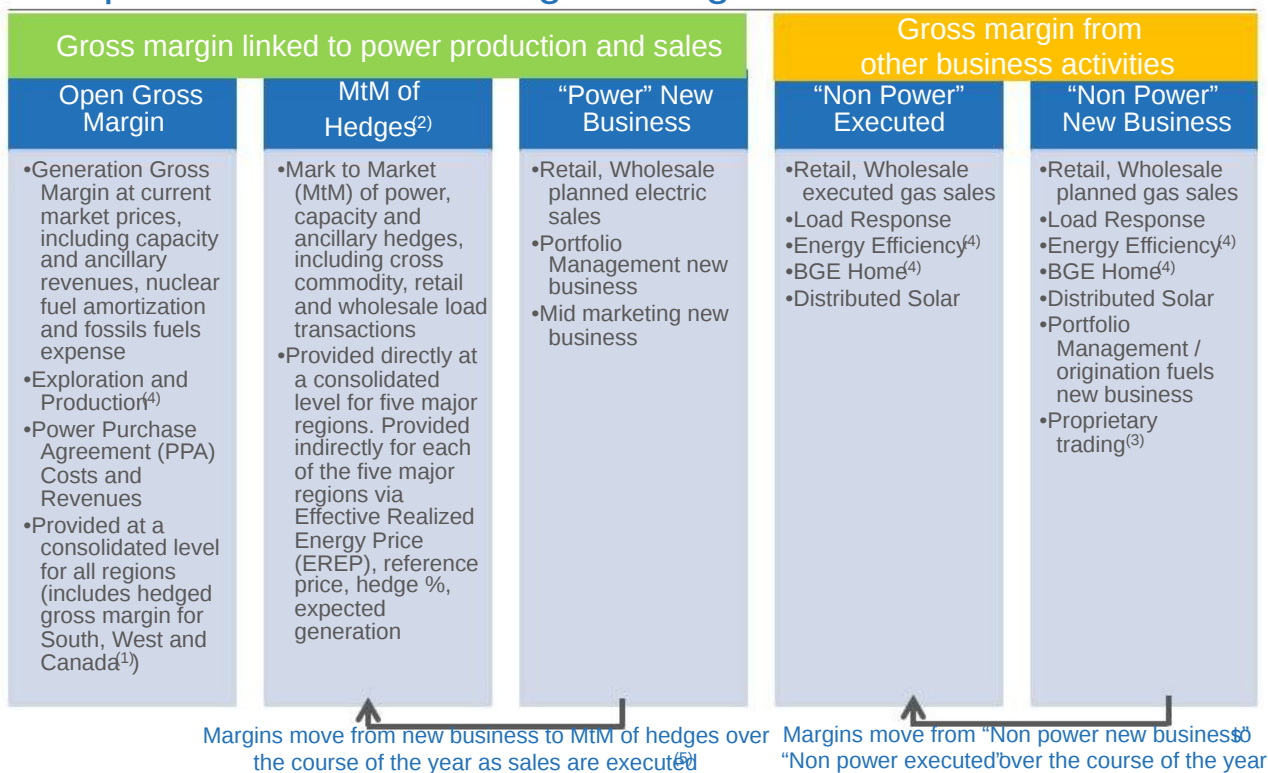 Gross margin linked to power production and sales
Gross margin from
other business activities
Open Gross
Margin
•Generation Gross
Margin at current
market prices,
including capacity
and ancillary
revenues, nuclear
fuel amortization
and fossils fuels
expense
•Exploration and
Production(4)
•Power Purchase
Agreement (PPA)
Costs and
Revenues
•Provided at a
consolidated level
for all regions
(includes hedged
gross margin for
South, West and
Canada(1))
MtM of
Hedges(2)
•Mark to Market
(MtM) of power,
capacity and
ancillary hedges,
including cross
commodity, retail
and wholesale load
transactions
•Provided directly at
a consolidated
level for five major
regions. Provided
indirectly for each
of the five major
regions via
Effective Realized
Energy Price
(EREP), reference
price, hedge %,
expected
generation
“Power” New
Business
•Retail, Wholesale
planned electric
sales
•Portfolio
Management new
business
•Mid marketing new
business
“Non Power”
Executed
•Retail, Wholesale
executed gas sales
•Load Response
•Energy Efficiency(4)
•BGE Home(4)
•Distributed Solar
“Non Power”
New Business
•Retail, Wholesale
planned gas sales
•Load Response
•Energy Efficiency(4)
•BGE Home(4)
•Distributed Solar
•Portfolio
Management /
origination fuels
new business
•Proprietary
trading(3)
Margins move from new business to MtM of hedges over
the course of the year as sales are executed(5)
Margins move from “Non power new business” to
“Non power executed” over the course of the year